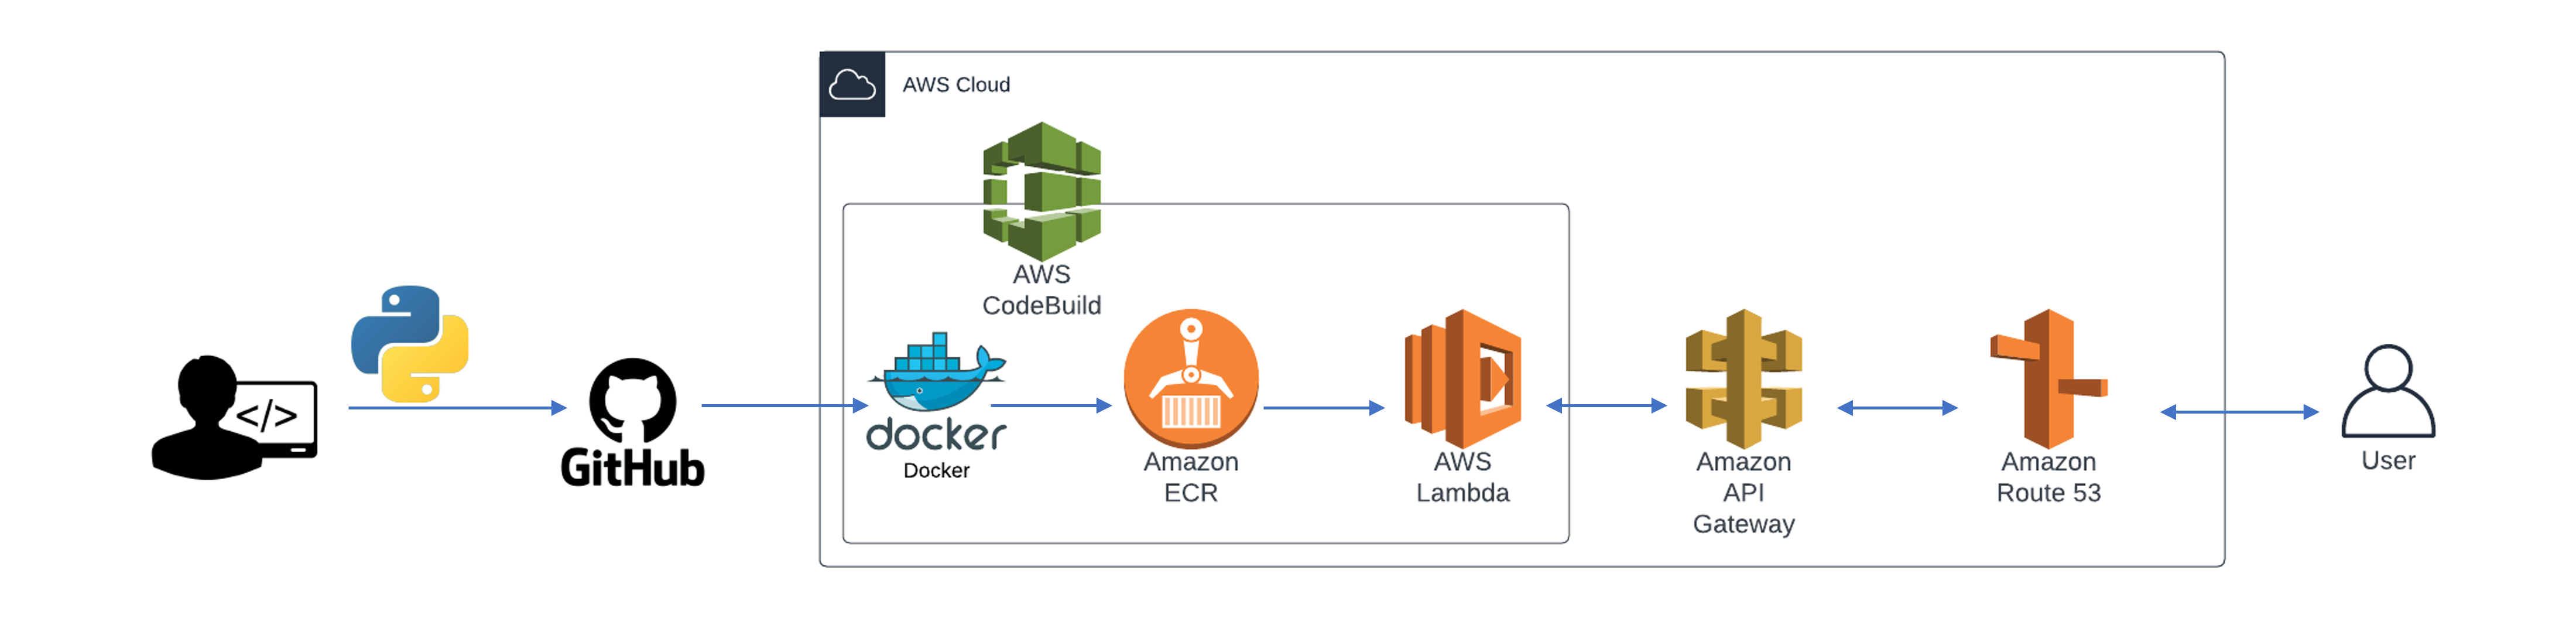 AWS Cloud
AWS
CodeBuild
</>
GitHub
docker
Docker
Amazon
ECR
AWS
Lambda
Amazon
API
Gateway
Amazon
Route 53
User